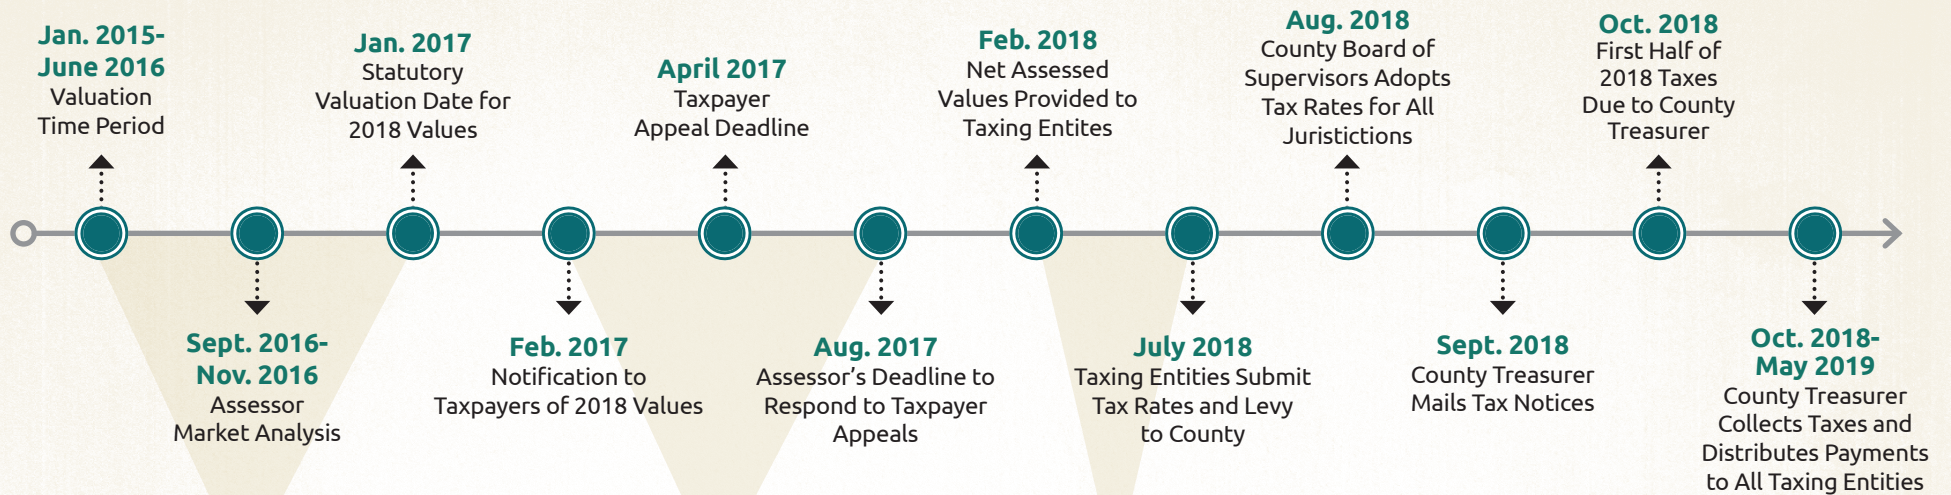 Jan. 2015-
June 2016
Valuation
Time Period
Sept. 2016-
Nov. 2016
Assessor
Market Analysis
Jan. 2017
Statutory
Valuation Date for
2018 Values
Feb. 2017
Notification to
Taxpayers of 2018 Values
April 2017
Taxpayer
Appeal Deadline
Aug. 2017
Assessor’s Deadline to
Respond to Taxpayer
Appeals
Feb. 2018
Net Assessed
Values Provided to
Taxing Entites
July 2018
Taxing Entities Submit
Tax Rates and Levy
to County
Aug. 2018
County Board of
Supervisors Adopts
Tax Rates for All
Juristictions
Sept. 2018
County Treasurer
Mails Tax Notices
Oct. 2018
First Half of
2018 Taxes
Due to County
Treasurer
Oct. 2018-
May 2019
County Treasurer
Collects Taxes and
Distributes Payments
to All Taxing Entities